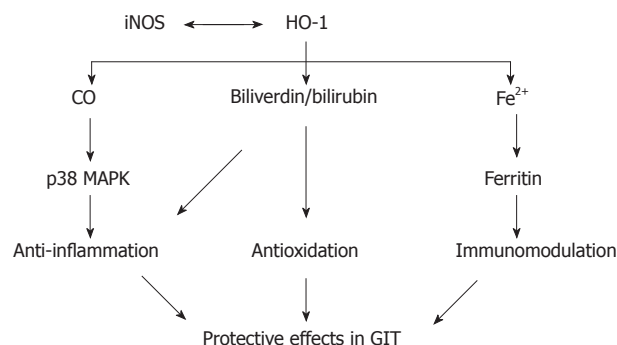 iNOS HO-1
CO Biliverdin/bilirubin Fe²⁺
p38 MAPK Ferritin
Anti-inflammation Antioxidation Immunomodulation
Protective effects in GIT